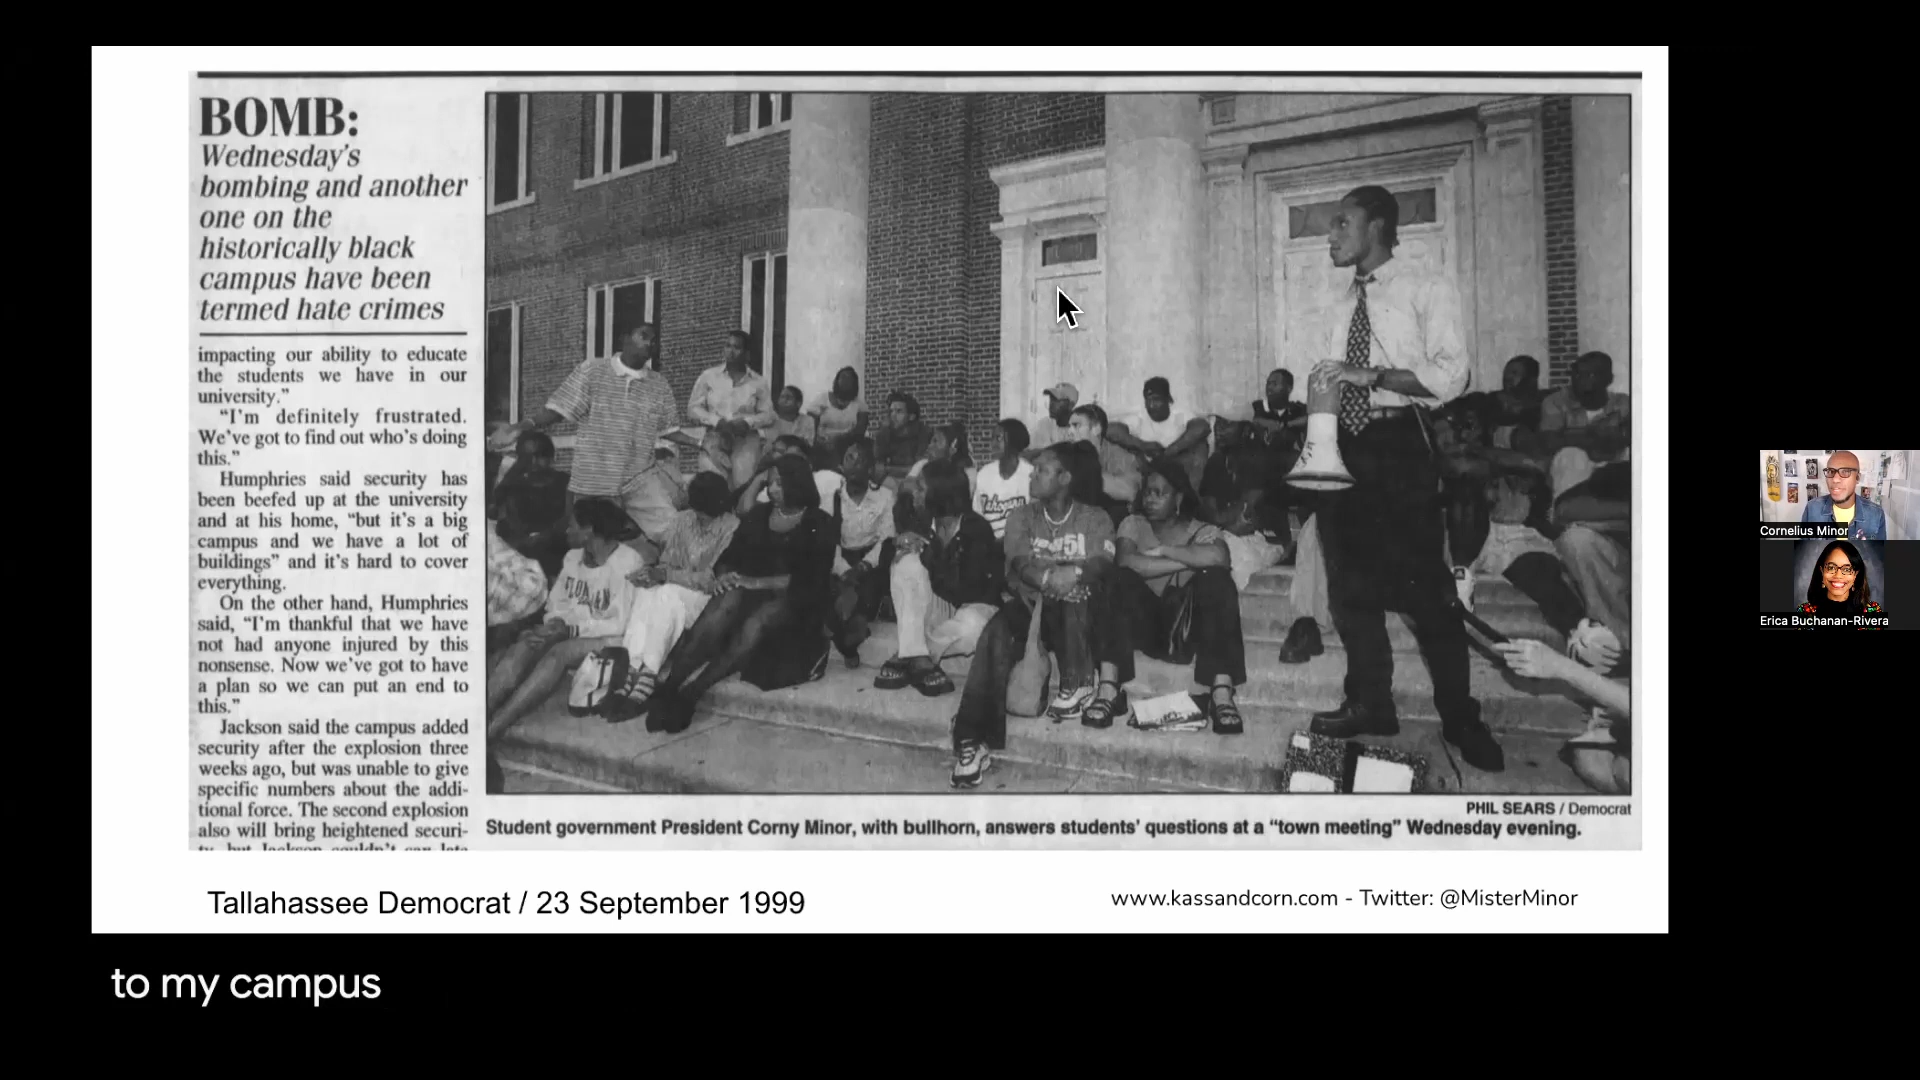 BOMB:
Wednesday's
bombing and another
one on the
historically black
campus have been
termed hate crimes
impacting our ability to educate
the students we have in our
university."
"I'm definitely frustrated.
We've got to find out who's doing
this."
Humphries said security has
been beefed up at the university
and at his home, "but it's a big
campus and we have a lot of
buildings" and it's hard to cover
everything.
On the other hand, Humphries
said, "I'm thankful that we have
not had anyone injured by this
nonsense. Now we've got to have
a plan so we can put an end to
this."
Jackson said the campus added
security after the explosion three
weeks ago, but was unable to give
specific numbers about the addi-
tional force. The second explosion
also will bring heightened securi-
PHIL SEARS / Democrat
Student government President Corny Minor, with bullhorn, answers students' questions at a "town meeting" Wednesday evening.
Tallahassee Democrat / 23 September 1999
www.kassandcorn.com - Twitter: @MisterMinor
Cornelius Minor
Erica Buchanan-Rivera
to my campus